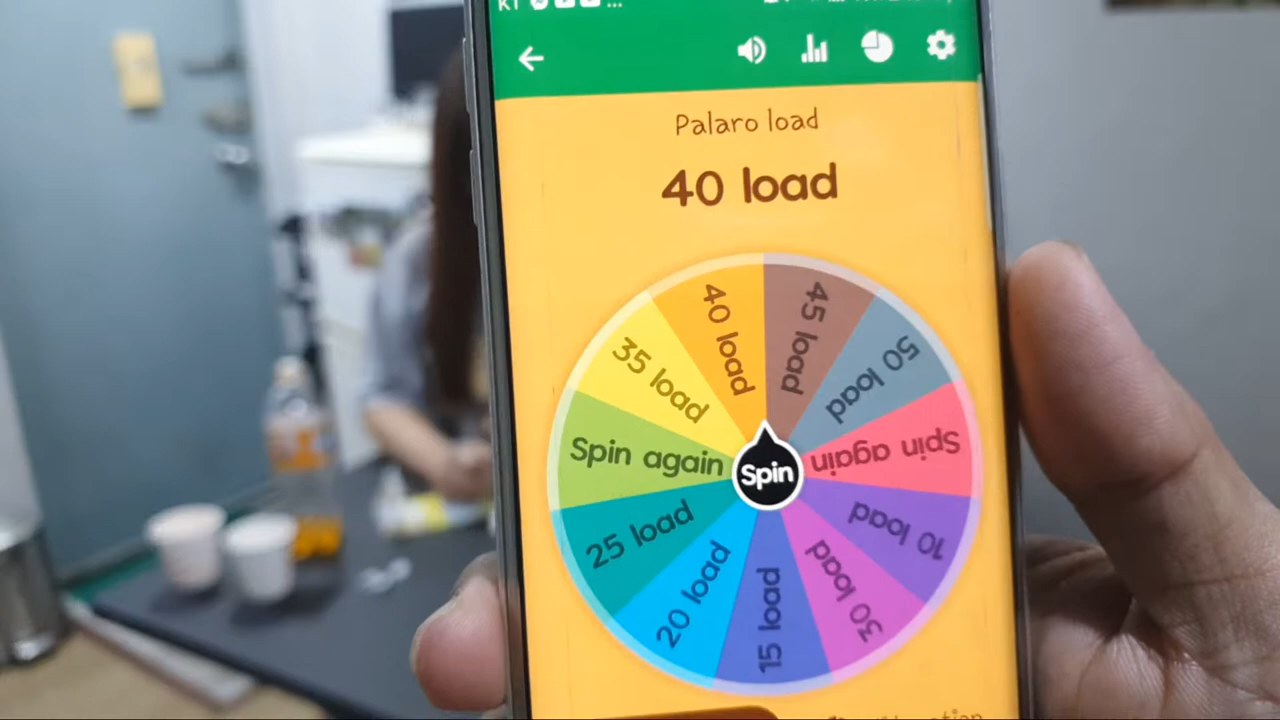 Palaro load
40 load
40 load
45 load
50 load
Spin again
10 load
30 load
15 load
20 load
25 load
Spin again
35 load
Spin